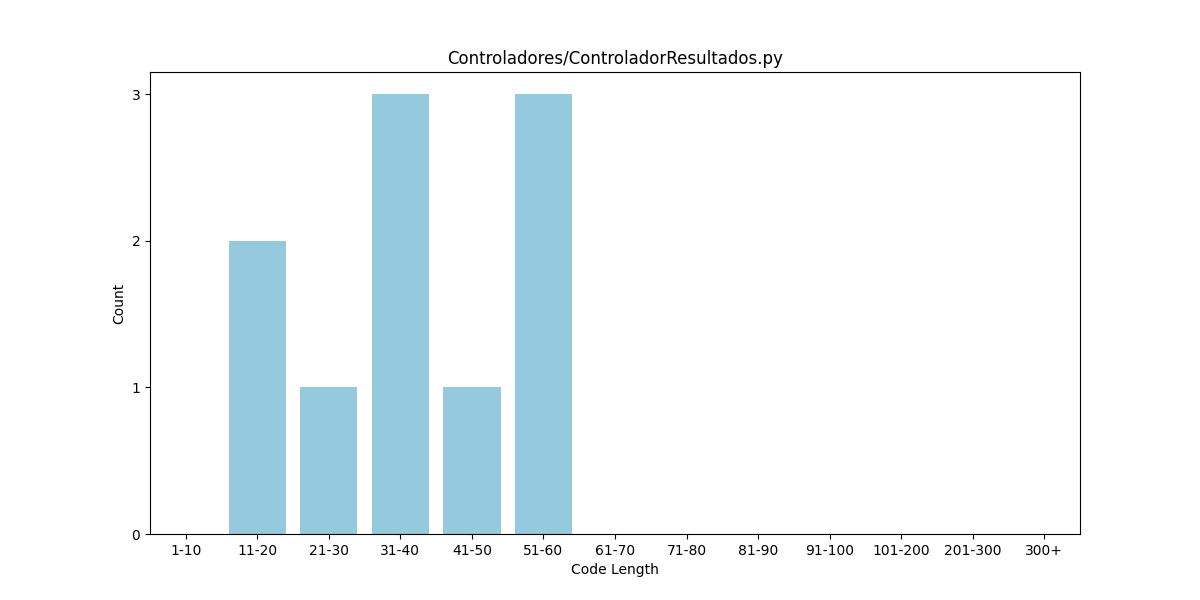 Controladores/ControladorResultados.py
Count
3
2
1
0
1-10 11-20 21-30 31-40 41-50 51-60 61-70 71-80 81-90 91-100 101-200 201-300 300+
Code Length